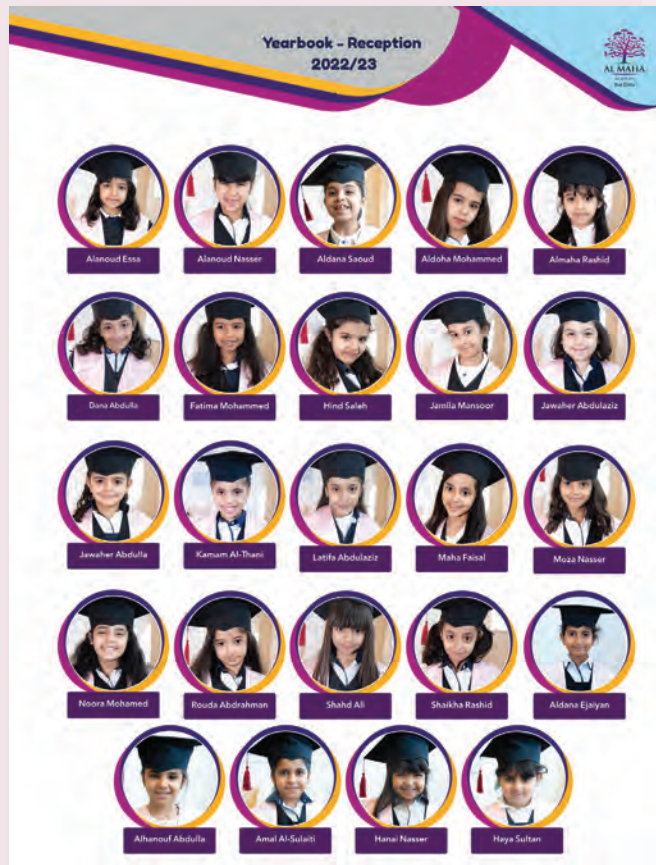 Yearbook - Reception
2022/23
AL MAHA
Alanoud Essa
Alanoud Nasser
Aldana Saoud
Aldoha Mohammed
Almaha Rashid
Dana Abdulla
Fatima Mohammed
Hind Saleh
Jamila Mansoor
Jawaher Abdulaziz
Jawaher Abdulla
Kamam Al-Thani
Latifa Abdulaziz
Maha Faisal
Moza Nasser
Noora Mohamed
Rouda Abdrahman
Shahd Ali
Shaikha Rashid
Aldana Ejaiyan
Alhanouf Abdulla
Amal Al-Sulaiti
Hanai Nasser
Haya Sultan